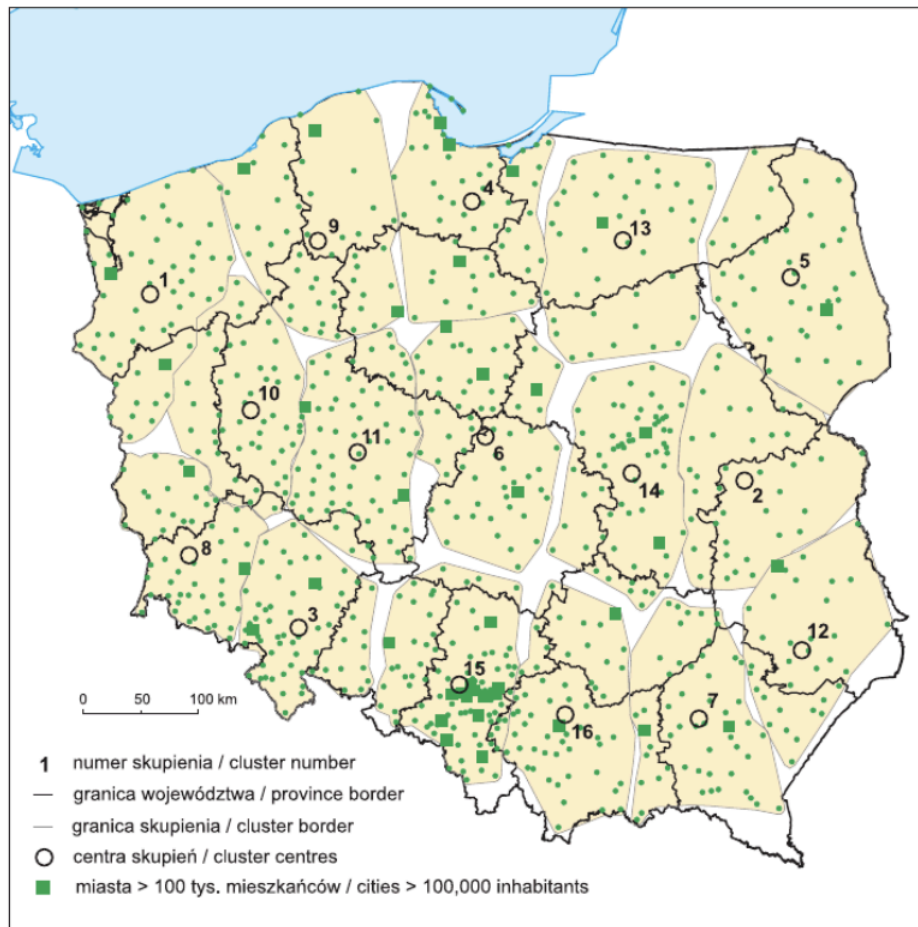 4
9
13
5
1
10
11
6
14
2
8
3
12
15
7
16
0 50 100 km
1 numer skupienia / cluster number
granica województwa / province border
granica skupienia / cluster border
centra skupień / cluster centres
miasta > 100 tys. mieszkańców / cities > 100,000 inhabitants